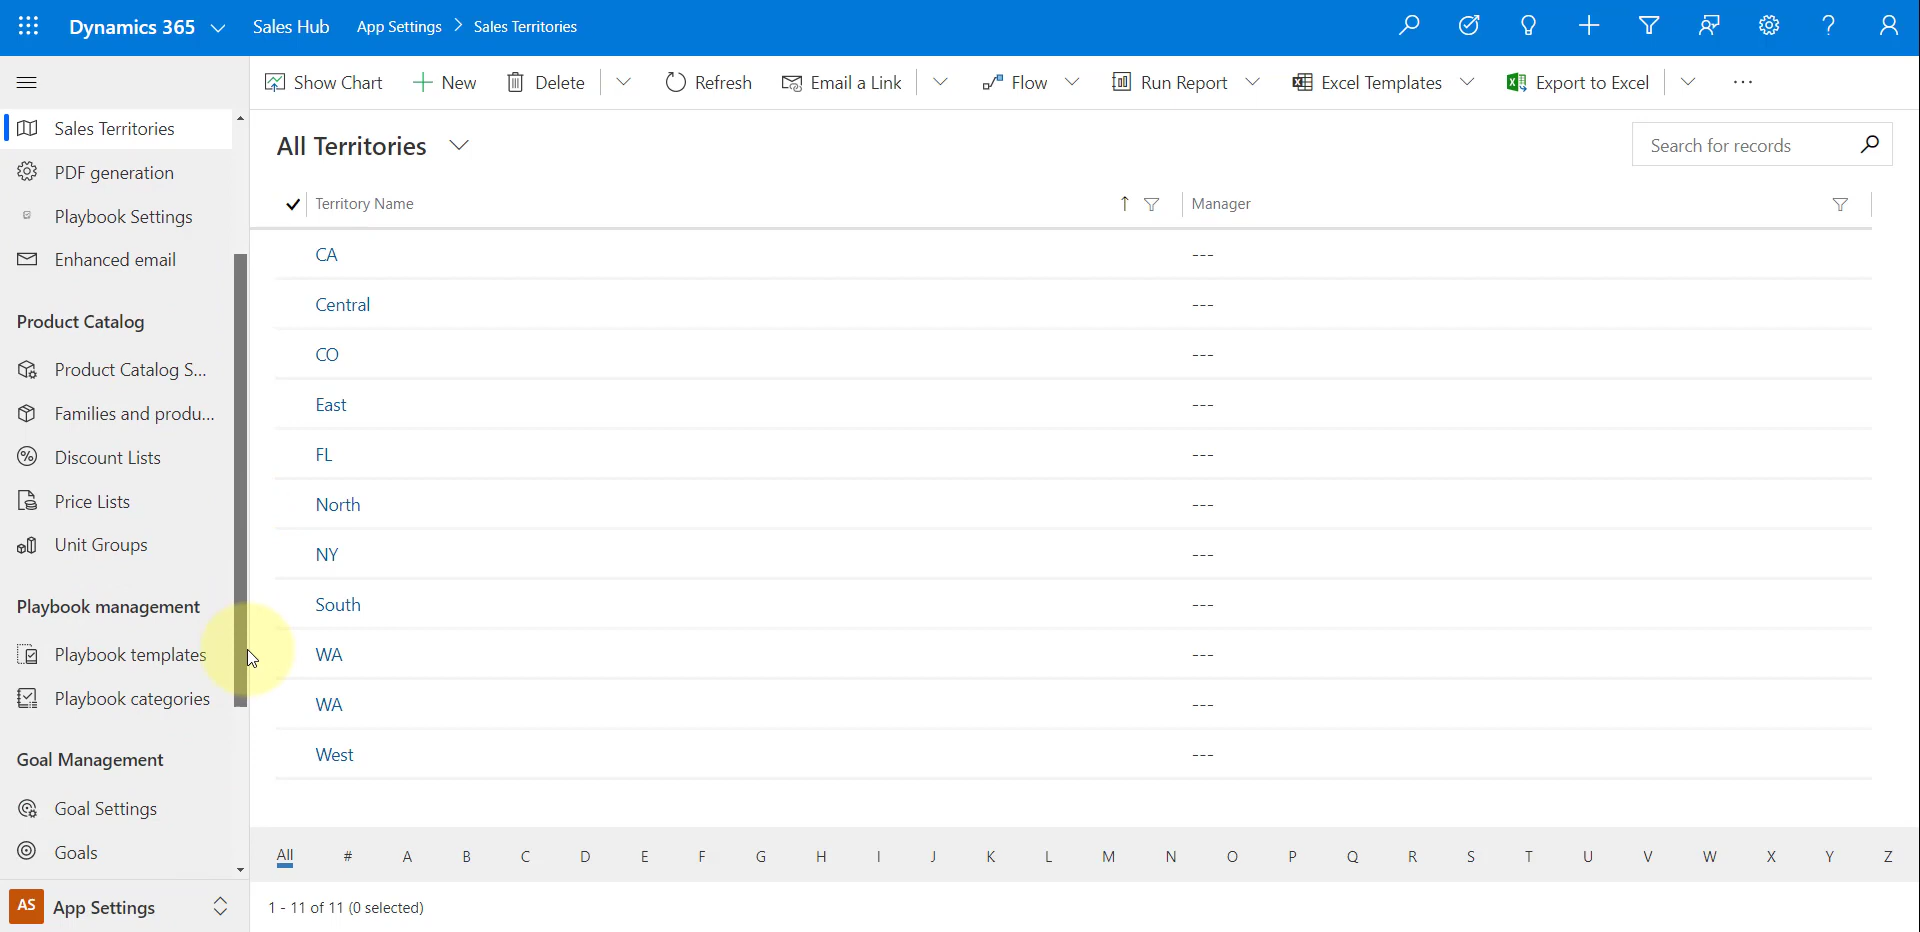 Dynamics 365 Sales Hub App Settings Sales Territories
Show Chart New Delete Refresh Email a Link Flow Run Report Excel Templates Export to Excel
Sales Territories
PDF generation
Playbook Settings
Enhanced email
Product Catalog
Product Catalog S...
Families and produ...
Discount Lists
Price Lists
Unit Groups
Playbook management
Playbook templates
Playbook categories
Goal Management
Goal Settings
Goals
AS App Settings
All Territories
Search for records
Territory Name Manager
CA ---
Central ---
CO ---
East ---
FL ---
North ---
NY ---
South ---
WA ---
WA ---
West ---
All # A B C D E F G H I J K L M N O P Q R S T U V W X Y Z
1 - 11 of 11 (0 selected)